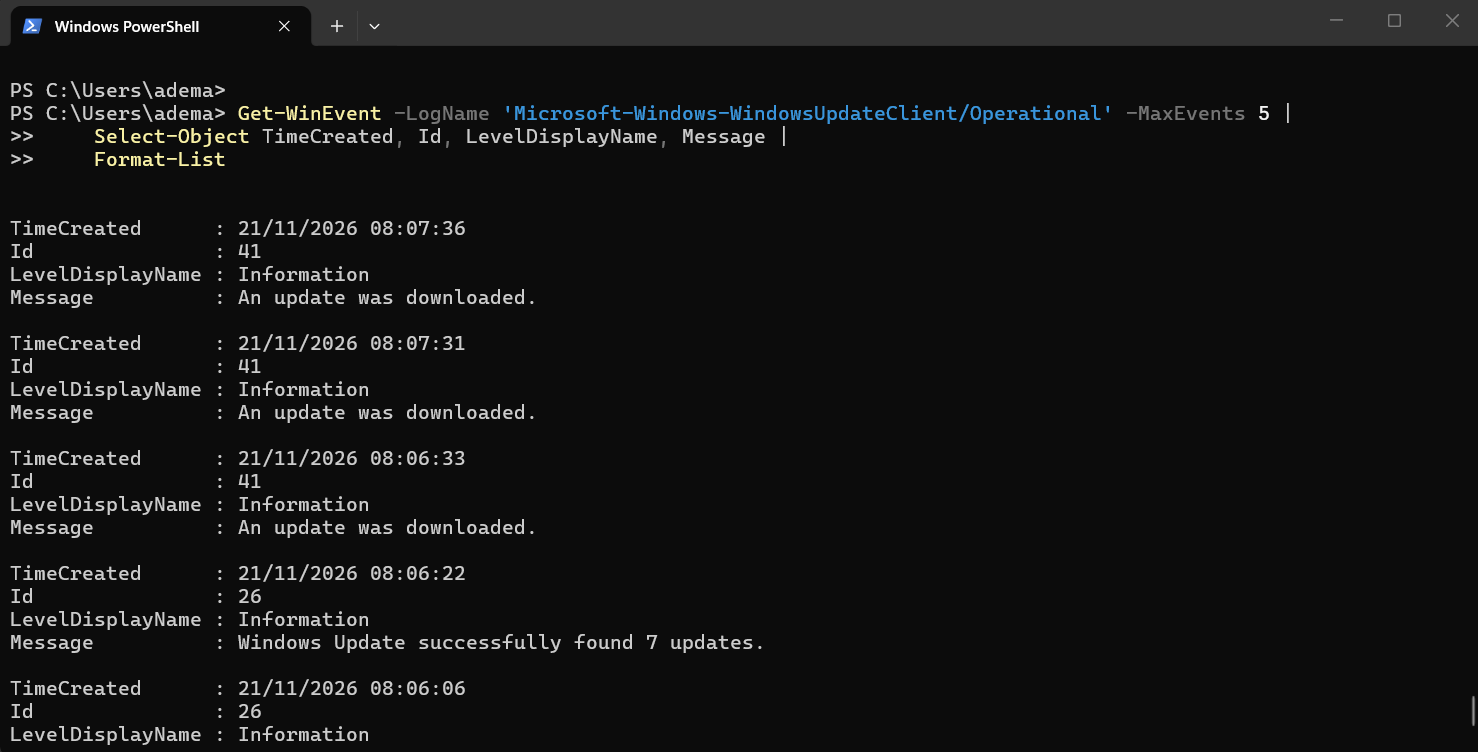 Windows PowerShell
PS C:\Users\adema>
PS C:\Users\adema> Get-WinEvent -LogName 'Microsoft-Windows-WindowsUpdateClient/Operational' -MaxEvents 5 |
>>     Select-Object TimeCreated, Id, LevelDisplayName, Message |
>>     Format-List
TimeCreated      : 21/11/2026 08:07:36
Id               : 41
LevelDisplayName : Information
Message          : An update was downloaded.
TimeCreated      : 21/11/2026 08:07:31
Id               : 41
LevelDisplayName : Information
Message          : An update was downloaded.
TimeCreated      : 21/11/2026 08:06:33
Id               : 41
LevelDisplayName : Information
Message          : An update was downloaded.
TimeCreated      : 21/11/2026 08:06:22
Id               : 26
LevelDisplayName : Information
Message          : Windows Update successfully found 7 updates.
TimeCreated      : 21/11/2026 08:06:06
Id               : 26
LevelDisplayName : Information